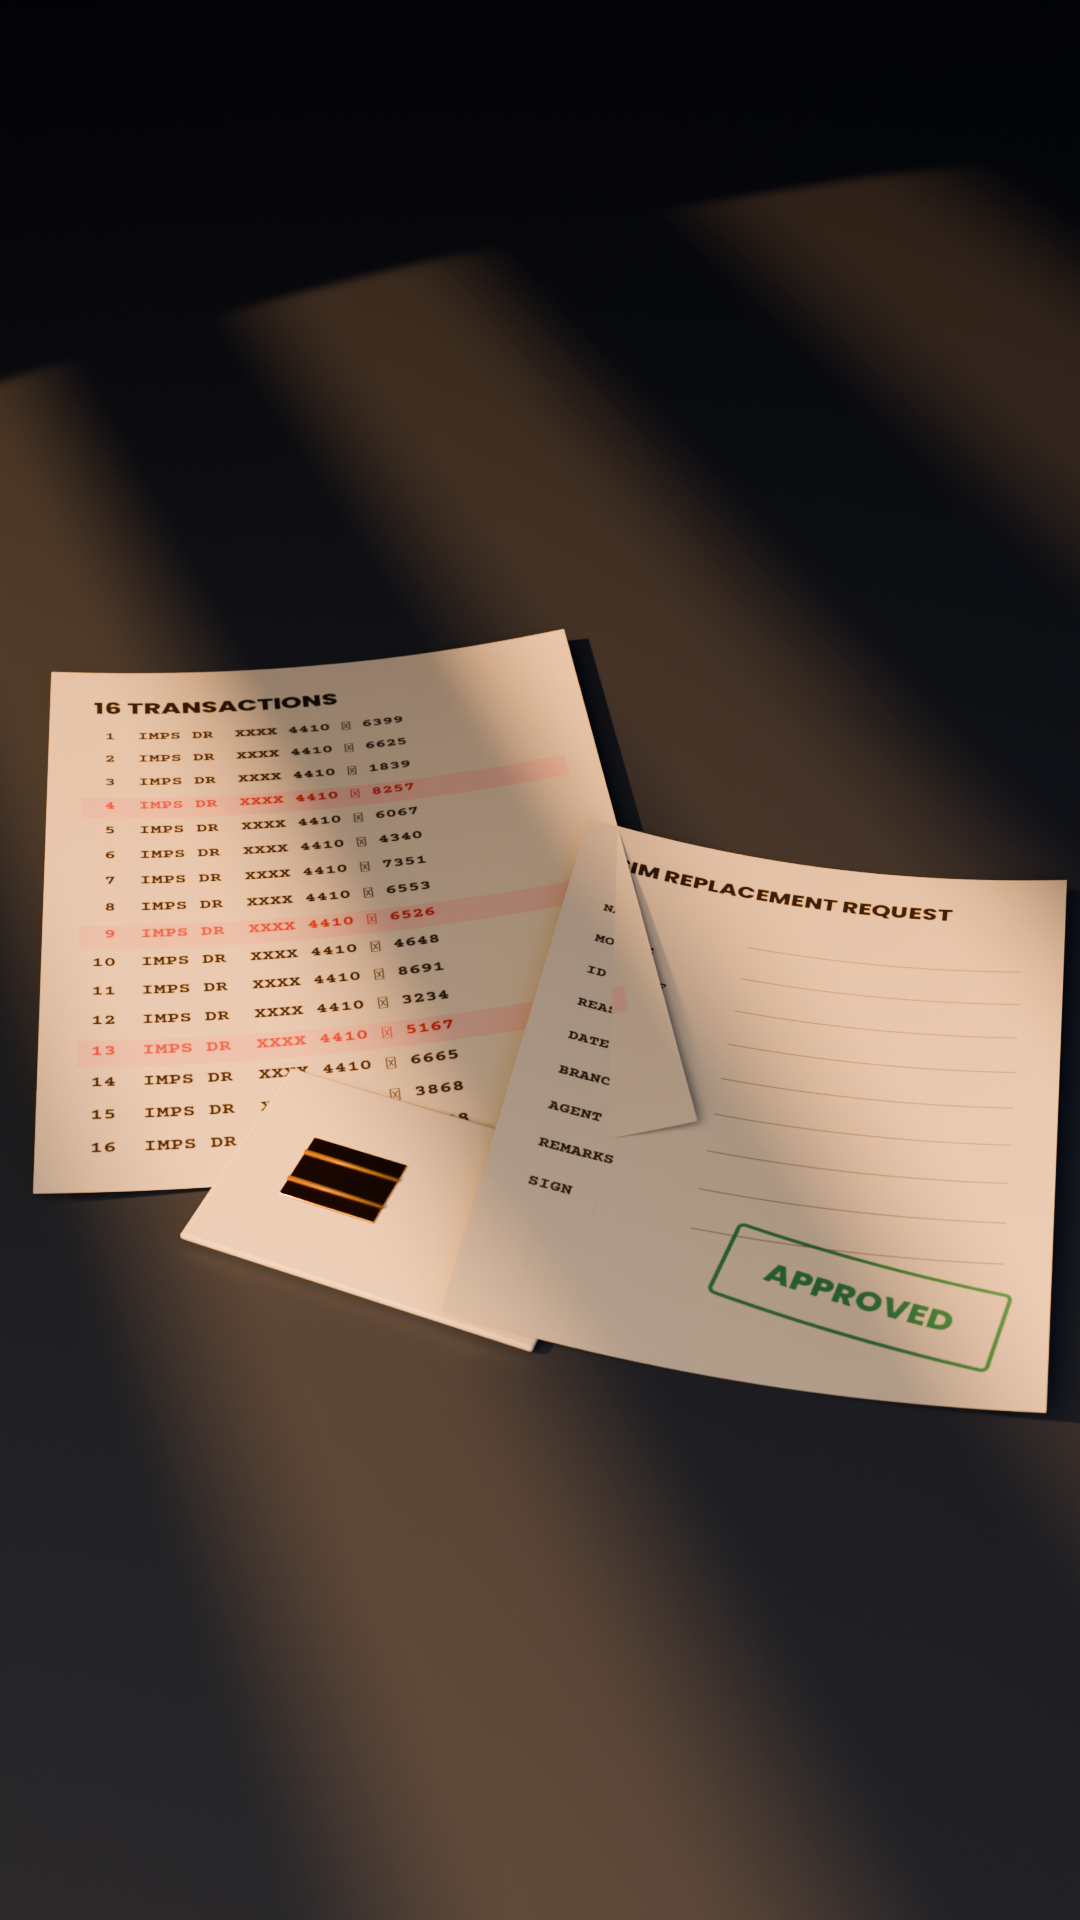 16 TRANSACTIONS
1 IMPS DR XXXX 4410 6399
2 IMPS DR XXXX 4410 6625
3 IMPS DR XXXX 4410 1839
4 IMPS DR XXXX 4410 8257
5 IMPS DR XXXX 4410 6067
6 IMPS DR XXXX 4410 4340
7 IMPS DR XXXX 4410 7351
8 IMPS DR XXXX 4410 6553
9 IMPS DR XXXX 4410 6526
10 IMPS DR XXXX 4410 4648
11 IMPS DR XXXX 4410 8691
12 IMPS DR XXXX 4410 3234
13 IMPS DR XXXX 4410 5167
14 IMPS DR XXXX 4410 6665
15 IMPS DR 3868
16 IMPS DR
REPLACEMENT REQUEST
ID
DATE
AGENT
REMARKS
SIGN
APPROVED